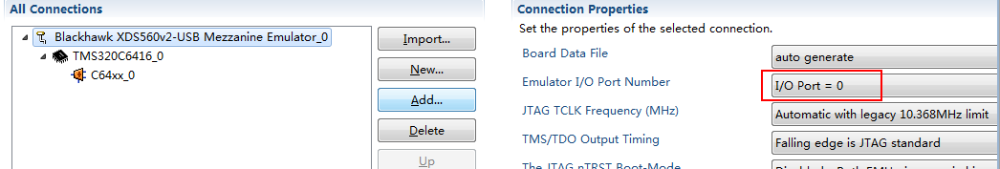 All Connections
Blackhawk XDS560v2-USB Mezzanine Emulator_0
TMS320C6416_0
C64xx_0
Import...
New...
Add...
Delete
Up
Connection Properties
Set the properties of the selected connection.
Board Data File
auto generate
Emulator I/O Port Number
I/O Port = 0
JTAG TCLK Frequency (MHz)
Automatic with legacy 10.368MHz limit
TMS/TDO Output Timing
Falling edge is JTAG standard
The JTAG nTRST Boot-Mode